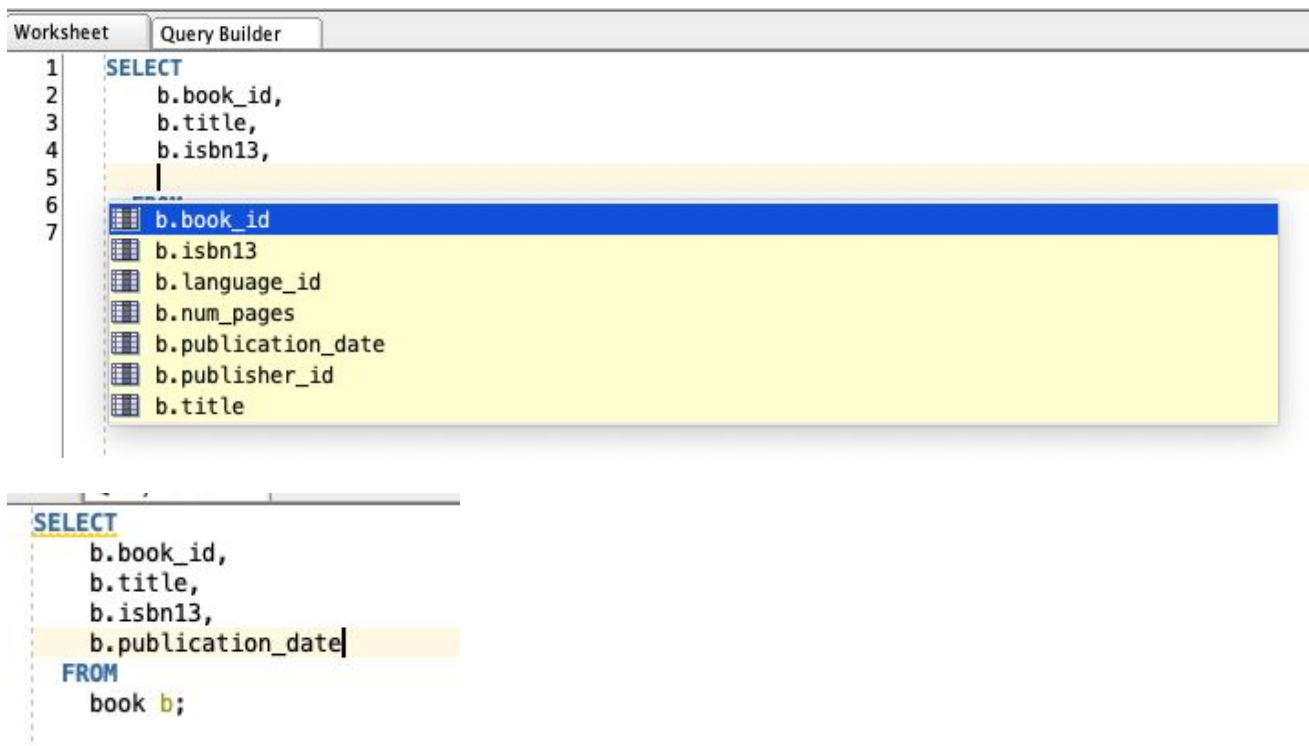 Worksheet Query Builder
1 SELECT
2 b.book_id,
3 b.title,
4 b.isbn13,
5
6 FROM
7
b.book_id
b.isbn13
b.language_id
b.num_pages
b.publication_date
b.publisher_id
b.title
SELECT
b.book_id,
b.title,
b.isbn13,
b.publication_date
FROM
book b;